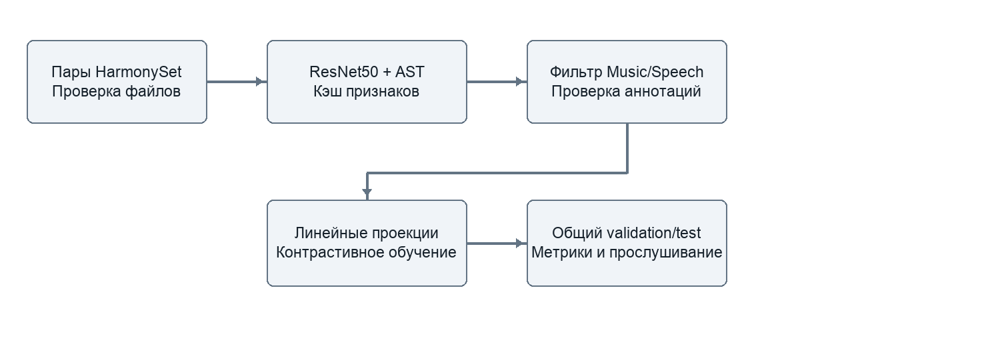 Пары HarmonySet
Проверка файлов
ResNet50 + AST
Кэш признаков
Фильтр Music/Speech
Проверка аннотаций
Линейные проекции
Контрастивное обучение
Общий validation/test
Метрики и прослушивание